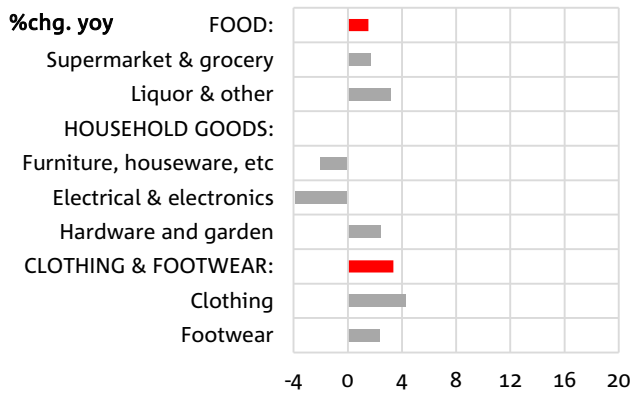 %chg. yoy FOOD:
Supermarket & grocery
Liquor & other
HOUSEHOLD GOODS:
Furniture, houseware, etc
Electrical & electronics
Hardware and garden
CLOTHING & FOOTWEAR:
Clothing
Footwear
-4 0 4 8 12 16 20